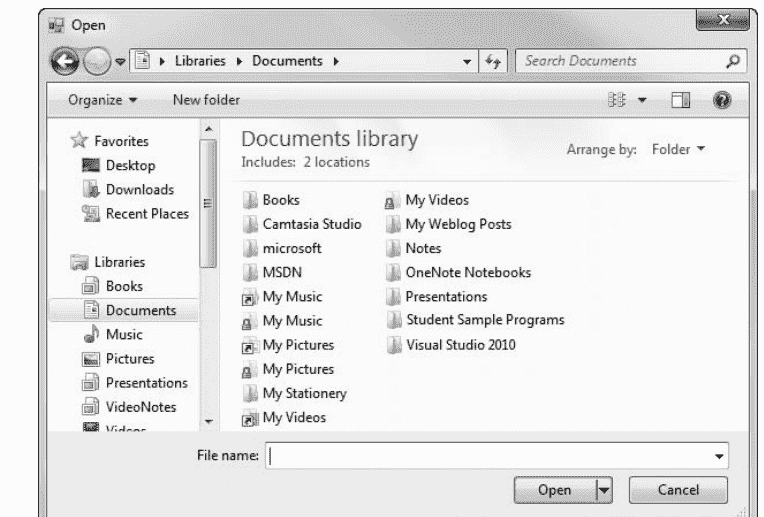 Open
Libraries Documents
Search Documents
Organize New folder
Favorites
Desktop
Downloads
Recent Places
Libraries
Books
Documents
Music
Pictures
Presentations
VideoNotes
Videos
Documents library
Includes: 2 locations
Arrange by: Folder
Books
Camtasia Studio
microsoft
MSDN
My Music
My Music
My Pictures
My Pictures
My Stationery
My Videos
My Videos
My Weblog Posts
Notes
OneNote Notebooks
Presentations
Student Sample Programs
Visual Studio 2010
File name:
Open Cancel